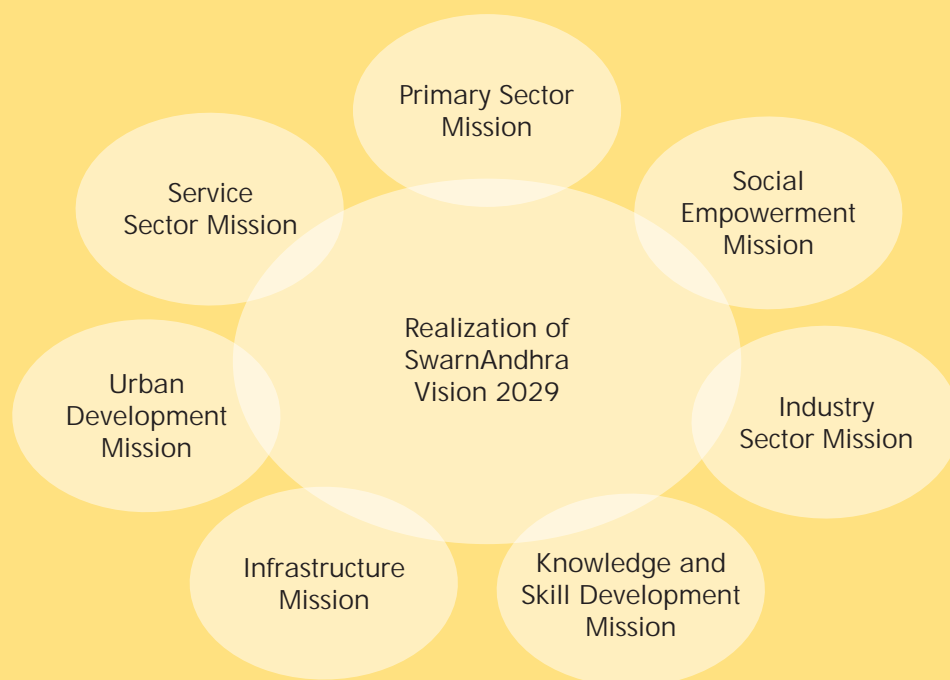 Primary Sector
Mission
Service
Sector Mission
Social
Empowerment
Mission
Realization of
SwarnAndhra
Vision 2029
Urban
Development
Mission
Industry
Sector Mission
Infrastructure
Mission
Knowledge and
Skill Development
Mission